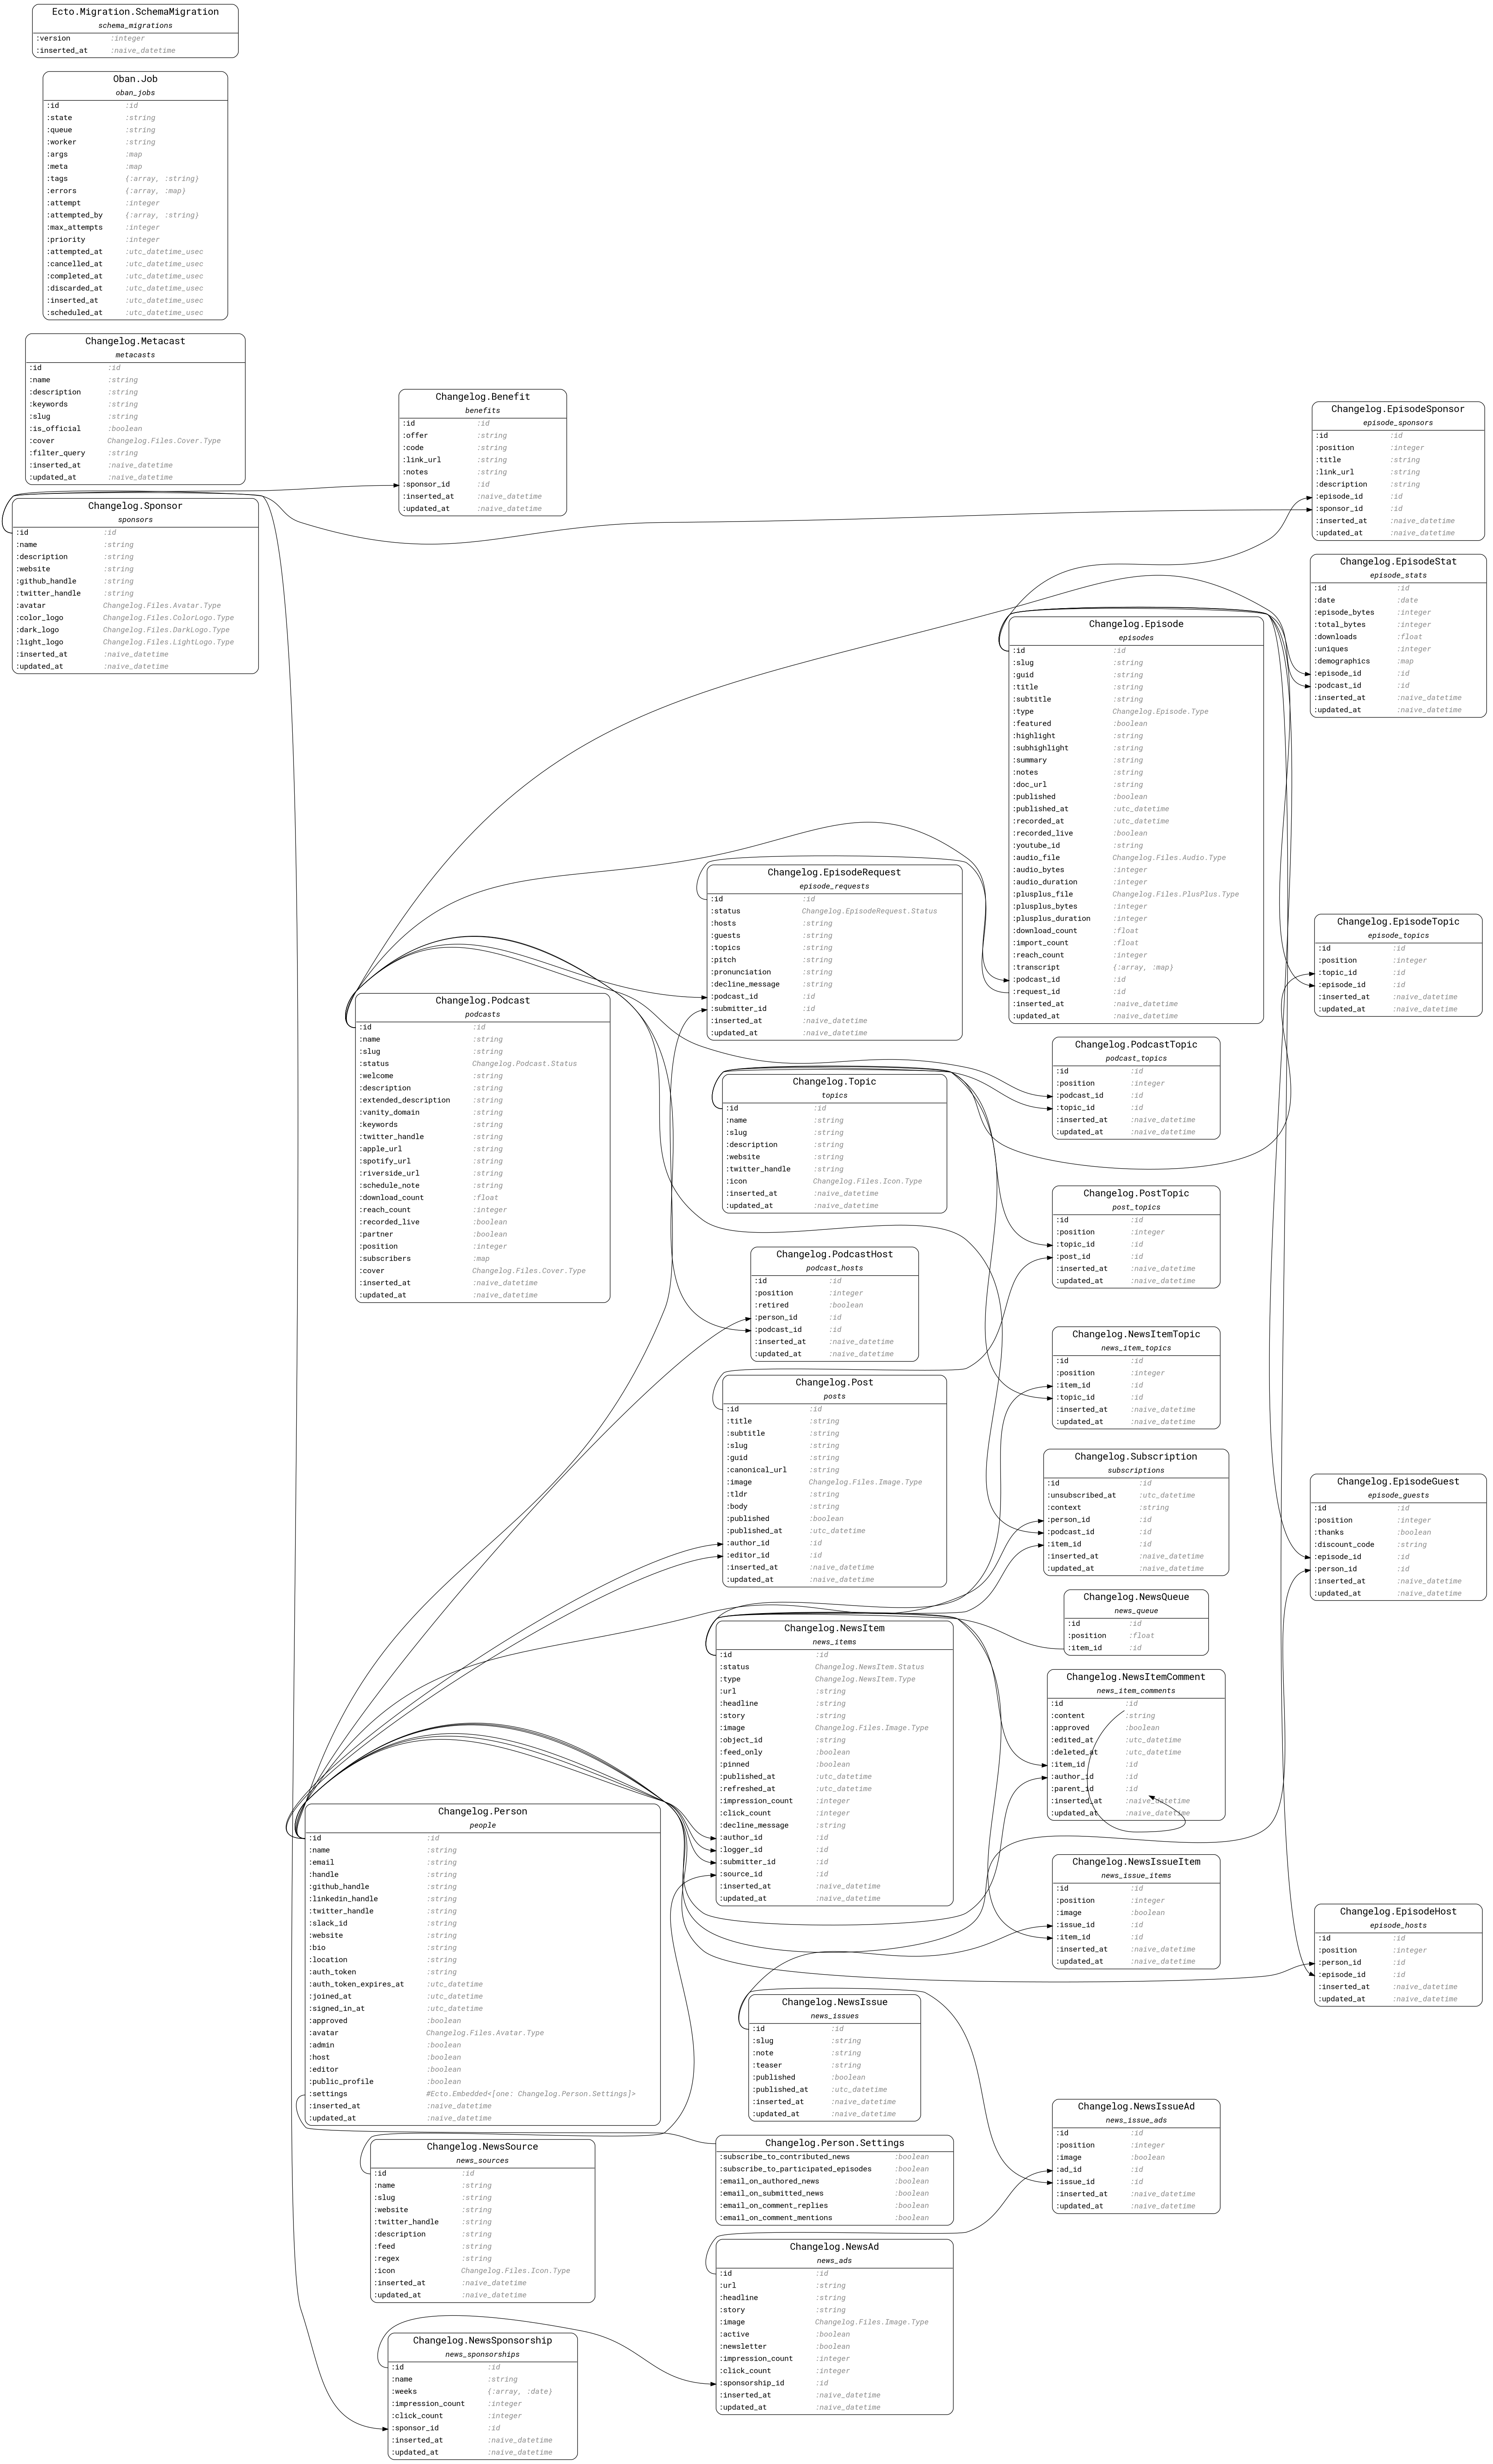 Ecto.Migration.SchemaMigration
schema_migrations
:version :integer
:inserted_at :naive_datetime
Oban.Job
oban_jobs
:id :id
:state :string
:queue :string
:worker :string
:args :map
:meta :map
:tags {:array, :string}
:errors {:array, :map}
:attempt :integer
:attempted_by {:array, :string}
:max_attempts :integer
:priority :integer
:attempted_at :utc_datetime_usec
:cancelled_at :utc_datetime_usec
:completed_at :utc_datetime_usec
:discarded_at :utc_datetime_usec
:inserted_at :utc_datetime_usec
:scheduled_at :utc_datetime_usec
Changelog.Metacast
metacasts
:id :id
:name :string
:description :string
:keywords :string
:slug :string
:is_official :boolean
:cover Changelog.Files.Cover.Type
:filter_query :string
:inserted_at :naive_datetime
:updated_at :naive_datetime
Changelog.Sponsor
sponsors
:id :id
:name :string
:description :string
:website :string
:github_handle :string
:twitter_handle :string
:avatar Changelog.Files.Avatar.Type
:color_logo Changelog.Files.ColorLogo.Type
:dark_logo Changelog.Files.DarkLogo.Type
:light_logo Changelog.Files.LightLogo.Type
:inserted_at :naive_datetime
:updated_at :naive_datetime
Changelog.Benefit
benefits
:id :id
:offer :string
:code :string
:link_url :string
:notes :string
:sponsor_id :id
:inserted_at :naive_datetime
:updated_at :naive_datetime
Changelog.Podcast
podcasts
:id :id
:name :string
:slug :string
:status Changelog.Podcast.Status
:welcome :string
:description :string
:extended_description :string
:vanity_domain :string
:keywords :string
:twitter_handle :string
:apple_url :string
:spotify_url :string
:riverside_url :string
:schedule_note :string
:download_count :float
:reach_count :integer
:recorded_live :boolean
:partner :boolean
:position :integer
:subscribers :map
:cover Changelog.Files.Cover.Type
:inserted_at :naive_datetime
:updated_at :naive_datetime
Changelog.Person
people
:id :id
:name :string
:email :string
:handle :string
:github_handle :string
:linkedin_handle :string
:twitter_handle :string
:slack_id :string
:website :string
:bio :string
:location :string
:auth_token :string
:auth_token_expires_at :utc_datetime
:joined_at :utc_datetime
:signed_in_at :utc_datetime
:approved :boolean
:avatar Changelog.Files.Avatar.Type
:admin :boolean
:host :boolean
:editor :boolean
:public_profile :boolean
:settings #Ecto.Embedded<[one: Changelog.Person.Settings]>
:inserted_at :naive_datetime
:updated_at :naive_datetime
Changelog.NewsSource
news_sources
:id :id
:name :string
:slug :string
:website :string
:twitter_handle :string
:description :string
:feed :string
:regex :string
:icon Changelog.Files.Icon.Type
:inserted_at :naive_datetime
:updated_at :naive_datetime
Changelog.NewsSponsorship
news_sponsorships
:id :id
:name :string
:weeks {:array, :date}
:impression_count :integer
:click_count :integer
:sponsor_id :id
:inserted_at :naive_datetime
:updated_at :naive_datetime
Changelog.EpisodeRequest
episode_requests
:id :id
:status Changelog.EpisodeRequest.Status
:hosts :string
:guests :string
:topics :string
:pitch :string
:pronunciation :string
:decline_message :string
:podcast_id :id
:submitter_id :id
:inserted_at :naive_datetime
:updated_at :naive_datetime
Changelog.Topic
topics
:id :id
:name :string
:slug :string
:description :string
:website :string
:twitter_handle :string
:icon Changelog.Files.Icon.Type
:inserted_at :naive_datetime
:updated_at :naive_datetime
Changelog.PodcastHost
podcast_hosts
:id :id
:position :integer
:retired :boolean
:person_id :id
:podcast_id :id
:inserted_at :naive_datetime
:updated_at :naive_datetime
Changelog.Post
posts
:id :id
:title :string
:subtitle :string
:slug :string
:guid :string
:canonical_url :string
:image Changelog.Files.Image.Type
:tldr :string
:body :string
:published :boolean
:published_at :utc_datetime
:author_id :id
:editor_id :id
:inserted_at :naive_datetime
:updated_at :naive_datetime
Changelog.NewsItem
news_items
:id :id
:status Changelog.NewsItem.Status
:type Changelog.NewsItem.Type
:url :string
:headline :string
:story :string
:image Changelog.Files.Image.Type
:object_id :string
:feed_only :boolean
:pinned :boolean
:published_at :utc_datetime
:refreshed_at :utc_datetime
:impression_count :integer
:click_count :integer
:decline_message :string
:author_id :id
:logger_id :id
:submitter_id :id
:source_id :id
:inserted_at :naive_datetime
:updated_at :naive_datetime
Changelog.NewsIssue
news_issues
:id :id
:slug :string
:note :string
:teaser :string
:published :boolean
:published_at :utc_datetime
:inserted_at :naive_datetime
:updated_at :naive_datetime
Changelog.Person.Settings
:subscribe_to_contributed_news :boolean
:subscribe_to_participated_episodes :boolean
:email_on_authored_news :boolean
:email_on_submitted_news :boolean
:email_on_comment_replies :boolean
:email_on_comment_mentions :boolean
Changelog.NewsAd
news_ads
:id :id
:url :string
:headline :string
:story :string
:image Changelog.Files.Image.Type
:active :boolean
:newsletter :boolean
:impression_count :integer
:click_count :integer
:sponsorship_id :id
:inserted_at :naive_datetime
:updated_at :naive_datetime
Changelog.Episode
episodes
:id :id
:slug :string
:guid :string
:title :string
:subtitle :string
:type Changelog.Episode.Type
:featured :boolean
:highlight :string
:subhighlight :string
:summary :string
:notes :string
:doc_url :string
:published :boolean
:published_at :utc_datetime
:recorded_at :utc_datetime
:recorded_live :boolean
:youtube_id :string
:audio_file Changelog.Files.Audio.Type
:audio_bytes :integer
:audio_duration :integer
:plusplus_file Changelog.Files.PlusPlus.Type
:plusplus_bytes :integer
:plusplus_duration :integer
:download_count :float
:import_count :float
:reach_count :integer
:transcript {:array, :map}
:podcast_id :id
:request_id :id
:inserted_at :naive_datetime
:updated_at :naive_datetime
Changelog.PodcastTopic
podcast_topics
:id :id
:position :integer
:podcast_id :id
:topic_id :id
:inserted_at :naive_datetime
:updated_at :naive_datetime
Changelog.PostTopic
post_topics
:id :id
:position :integer
:topic_id :id
:post_id :id
:inserted_at :naive_datetime
:updated_at :naive_datetime
Changelog.NewsItemTopic
news_item_topics
:id :id
:position :integer
:item_id :id
:topic_id :id
:inserted_at :naive_datetime
:updated_at :naive_datetime
Changelog.Subscription
subscriptions
:id :id
:unsubscribed_at :utc_datetime
:context :string
:person_id :id
:podcast_id :id
:item_id :id
:inserted_at :naive_datetime
:updated_at :naive_datetime
Changelog.NewsQueue
news_queue
:id :id
:position :float
:item_id :id
Changelog.NewsItemComment
news_item_comments
:id :id
:content :string
:approved :boolean
:edited_at :utc_datetime
:deleted_at :utc_datetime
:item_id :id
:author_id :id
:parent_id :id
:inserted_at :naive_datetime
:updated_at :naive_datetime
Changelog.NewsIssueItem
news_issue_items
:id :id
:position :integer
:image :boolean
:issue_id :id
:item_id :id
:inserted_at :naive_datetime
:updated_at :naive_datetime
Changelog.NewsIssueAd
news_issue_ads
:id :id
:position :integer
:image :boolean
:ad_id :id
:issue_id :id
:inserted_at :naive_datetime
:updated_at :naive_datetime
Changelog.EpisodeSponsor
episode_sponsors
:id :id
:position :integer
:title :string
:link_url :string
:description :string
:episode_id :id
:sponsor_id :id
:inserted_at :naive_datetime
:updated_at :naive_datetime
Changelog.EpisodeStat
episode_stats
:id :id
:date :date
:episode_bytes :integer
:total_bytes :integer
:downloads :float
:uniques :integer
:demographics :map
:episode_id :id
:podcast_id :id
:inserted_at :naive_datetime
:updated_at :naive_datetime
Changelog.EpisodeTopic
episode_topics
:id :id
:position :integer
:topic_id :id
:episode_id :id
:inserted_at :naive_datetime
:updated_at :naive_datetime
Changelog.EpisodeGuest
episode_guests
:id :id
:position :integer
:thanks :boolean
:discount_code :string
:episode_id :id
:person_id :id
:inserted_at :naive_datetime
:updated_at :naive_datetime
Changelog.EpisodeHost
episode_hosts
:id :id
:position :integer
:person_id :id
:episode_id :id
:inserted_at :naive_datetime
:updated_at :naive_datetime